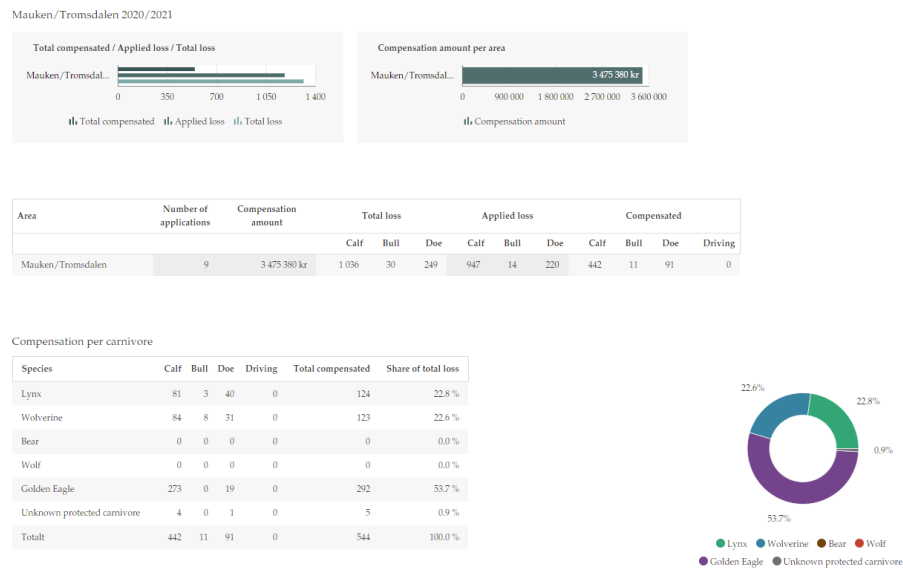 Mauken/Tromsdalen 2020/2021
Total compensated / Applied loss / Total loss
Mauken/Tromsdal...
0 350 700 1 050 1 400
Total compensated Applied loss Total loss
Compensation amount per area
Mauken/Tromsdal... 3 475 380 kr
0 900 000 1 800 000 2 700 000 3 600 000
Compensation amount
Area Number of applications Compensation amount Total loss Applied loss Compensated
Calf Bull Doe Calf Bull Doe Calf Bull Doe Driving
Mauken/Tromsdalen 9 3 475 380 kr 1 036 30 249 947 14 220 442 11 91 0
Compensation per carnivore
Species Calf Bull Doe Driving Total compensated Share of total loss
Lynx 81 3 40 0 124 22.8 %
Wolverine 84 8 31 0 123 22.6 %
Bear 0 0 0 0 0 0.0 %
Wolf 0 0 0 0 0 0.0 %
Golden Eagle 273 0 19 0 292 53.7 %
Unknown protected carnivore 4 0 1 0 5 0.9 %
Totalt 442 11 91 0 544 100.0 %
22.6%
22.8%
0.9%
53.7%
Lynx Wolverine Bear Wolf
Golden Eagle Unknown protected carnivore